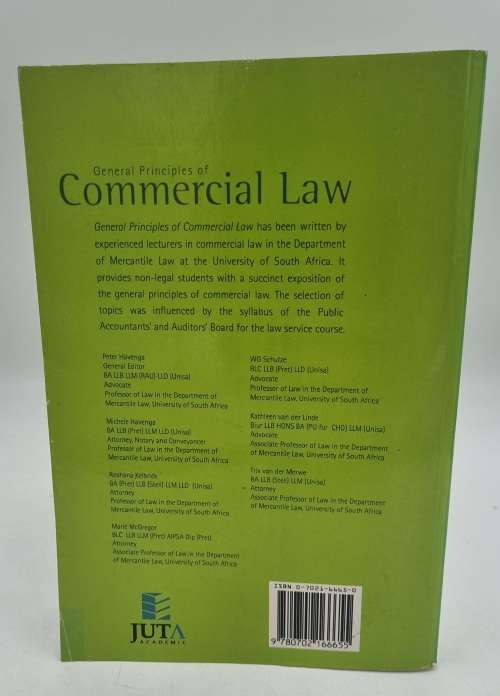 General Principles of
Commercial Law
General Principles of Commercial Law has been written by
experienced lecturers in commercial law in the Department
of Mercantile Law at the University of South Africa. It
provides non-legal students with a succinct exposition of
the general principles of commercial law. The selection of
topics was influenced by the syllabus of the Public
Accountants' and Auditors' Board for the law service course.
Peter Havenga
General Editor
BA LLB LLM (RAU) LLD (Unisa)
Advocate
Professor of Law in the Department of
Mercantile Law, University of South Africa
Michele Havenga
BA LLB (Pret) LLM LLD (Unisa)
Attorney, Notary and Conveyancer
Professor of Law in the Department of
Mercantile Law, University of South Africa
Roshana Kelbrick
BA (Pret) LLB (Stell) LLM LLD (Unisa)
Attorney
Professor of Law in the Department of
Mercantile Law, University of South Africa
Marié McGregor
BLC LLB LLM (Pret) AIPSA Dip (Pret)
Attorney
Associate Professor of Law in the Department
of Mercantile Law, University of South Africa
WG Schulze
BLC LLB (Pret) LLD (Unisa)
Advocate
Professor of Law in the Department of
Mercantile Law, University of South Africa
Kathleen van der Linde
BIur LLB HONS BA (PU for CHO) LLM (Unisa)
Advocate
Associate Professor of Law in the Department
of Mercantile Law, University of South Africa
Trix van der Merwe
BA LLB (Stell) LLM (Unisa)
Attorney
Associate Professor of Law in the Department
of Mercantile Law, University of South Africa
JUTA
ACADEMIC
ISBN 0-7021-6665-0
9 780702 166655